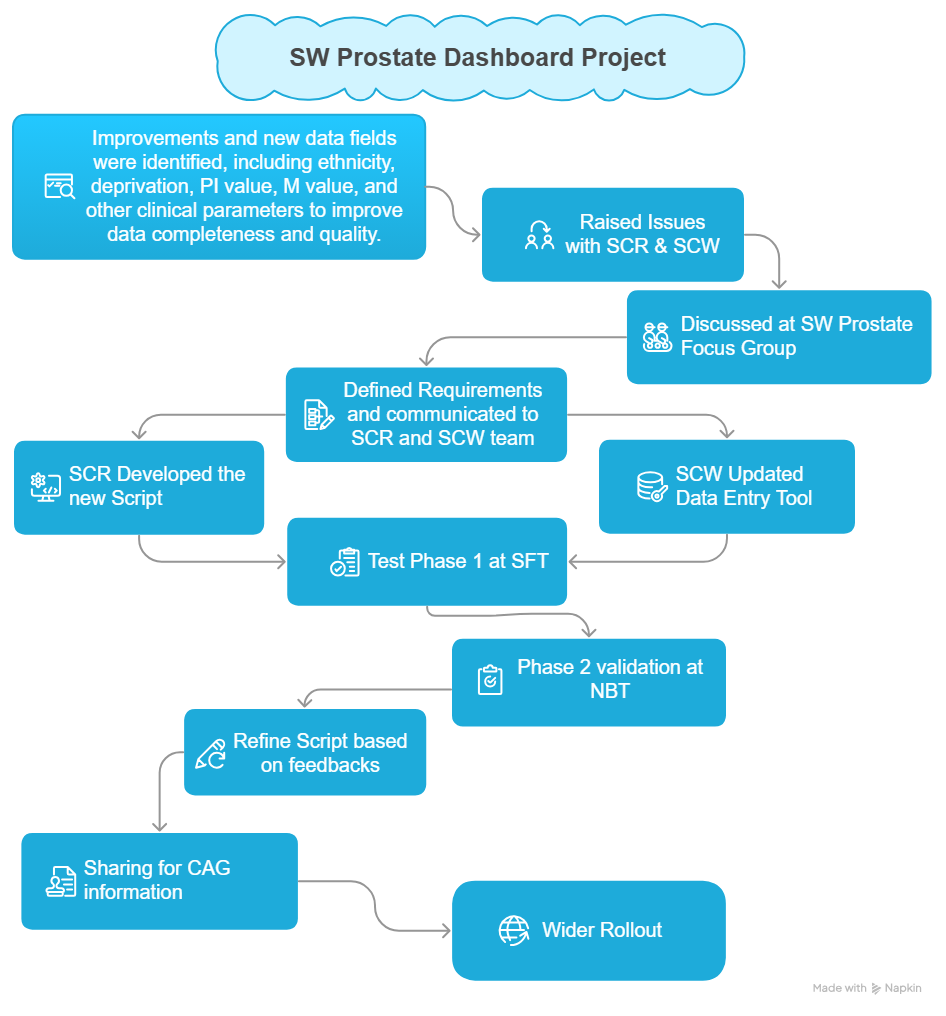 SW Prostate Dashboard Project
Improvements and new data fields
were identified, including ethnicity,
deprivation, PI value, M value, and
other clinical parameters to improve
data completeness and quality.
Raised Issues
with SCR & SCW
Discussed at SW Prostate
Focus Group
Defined Requirements
and communicated to
SCR and SCW team
SCR Developed the
new Script
SCW Updated
Data Entry Tool
Test Phase 1 at SFT
Phase 2 validation at
NBT
Refine Script based
on feedbacks
Sharing for CAG
information
Wider Rollout
Made with Napkin